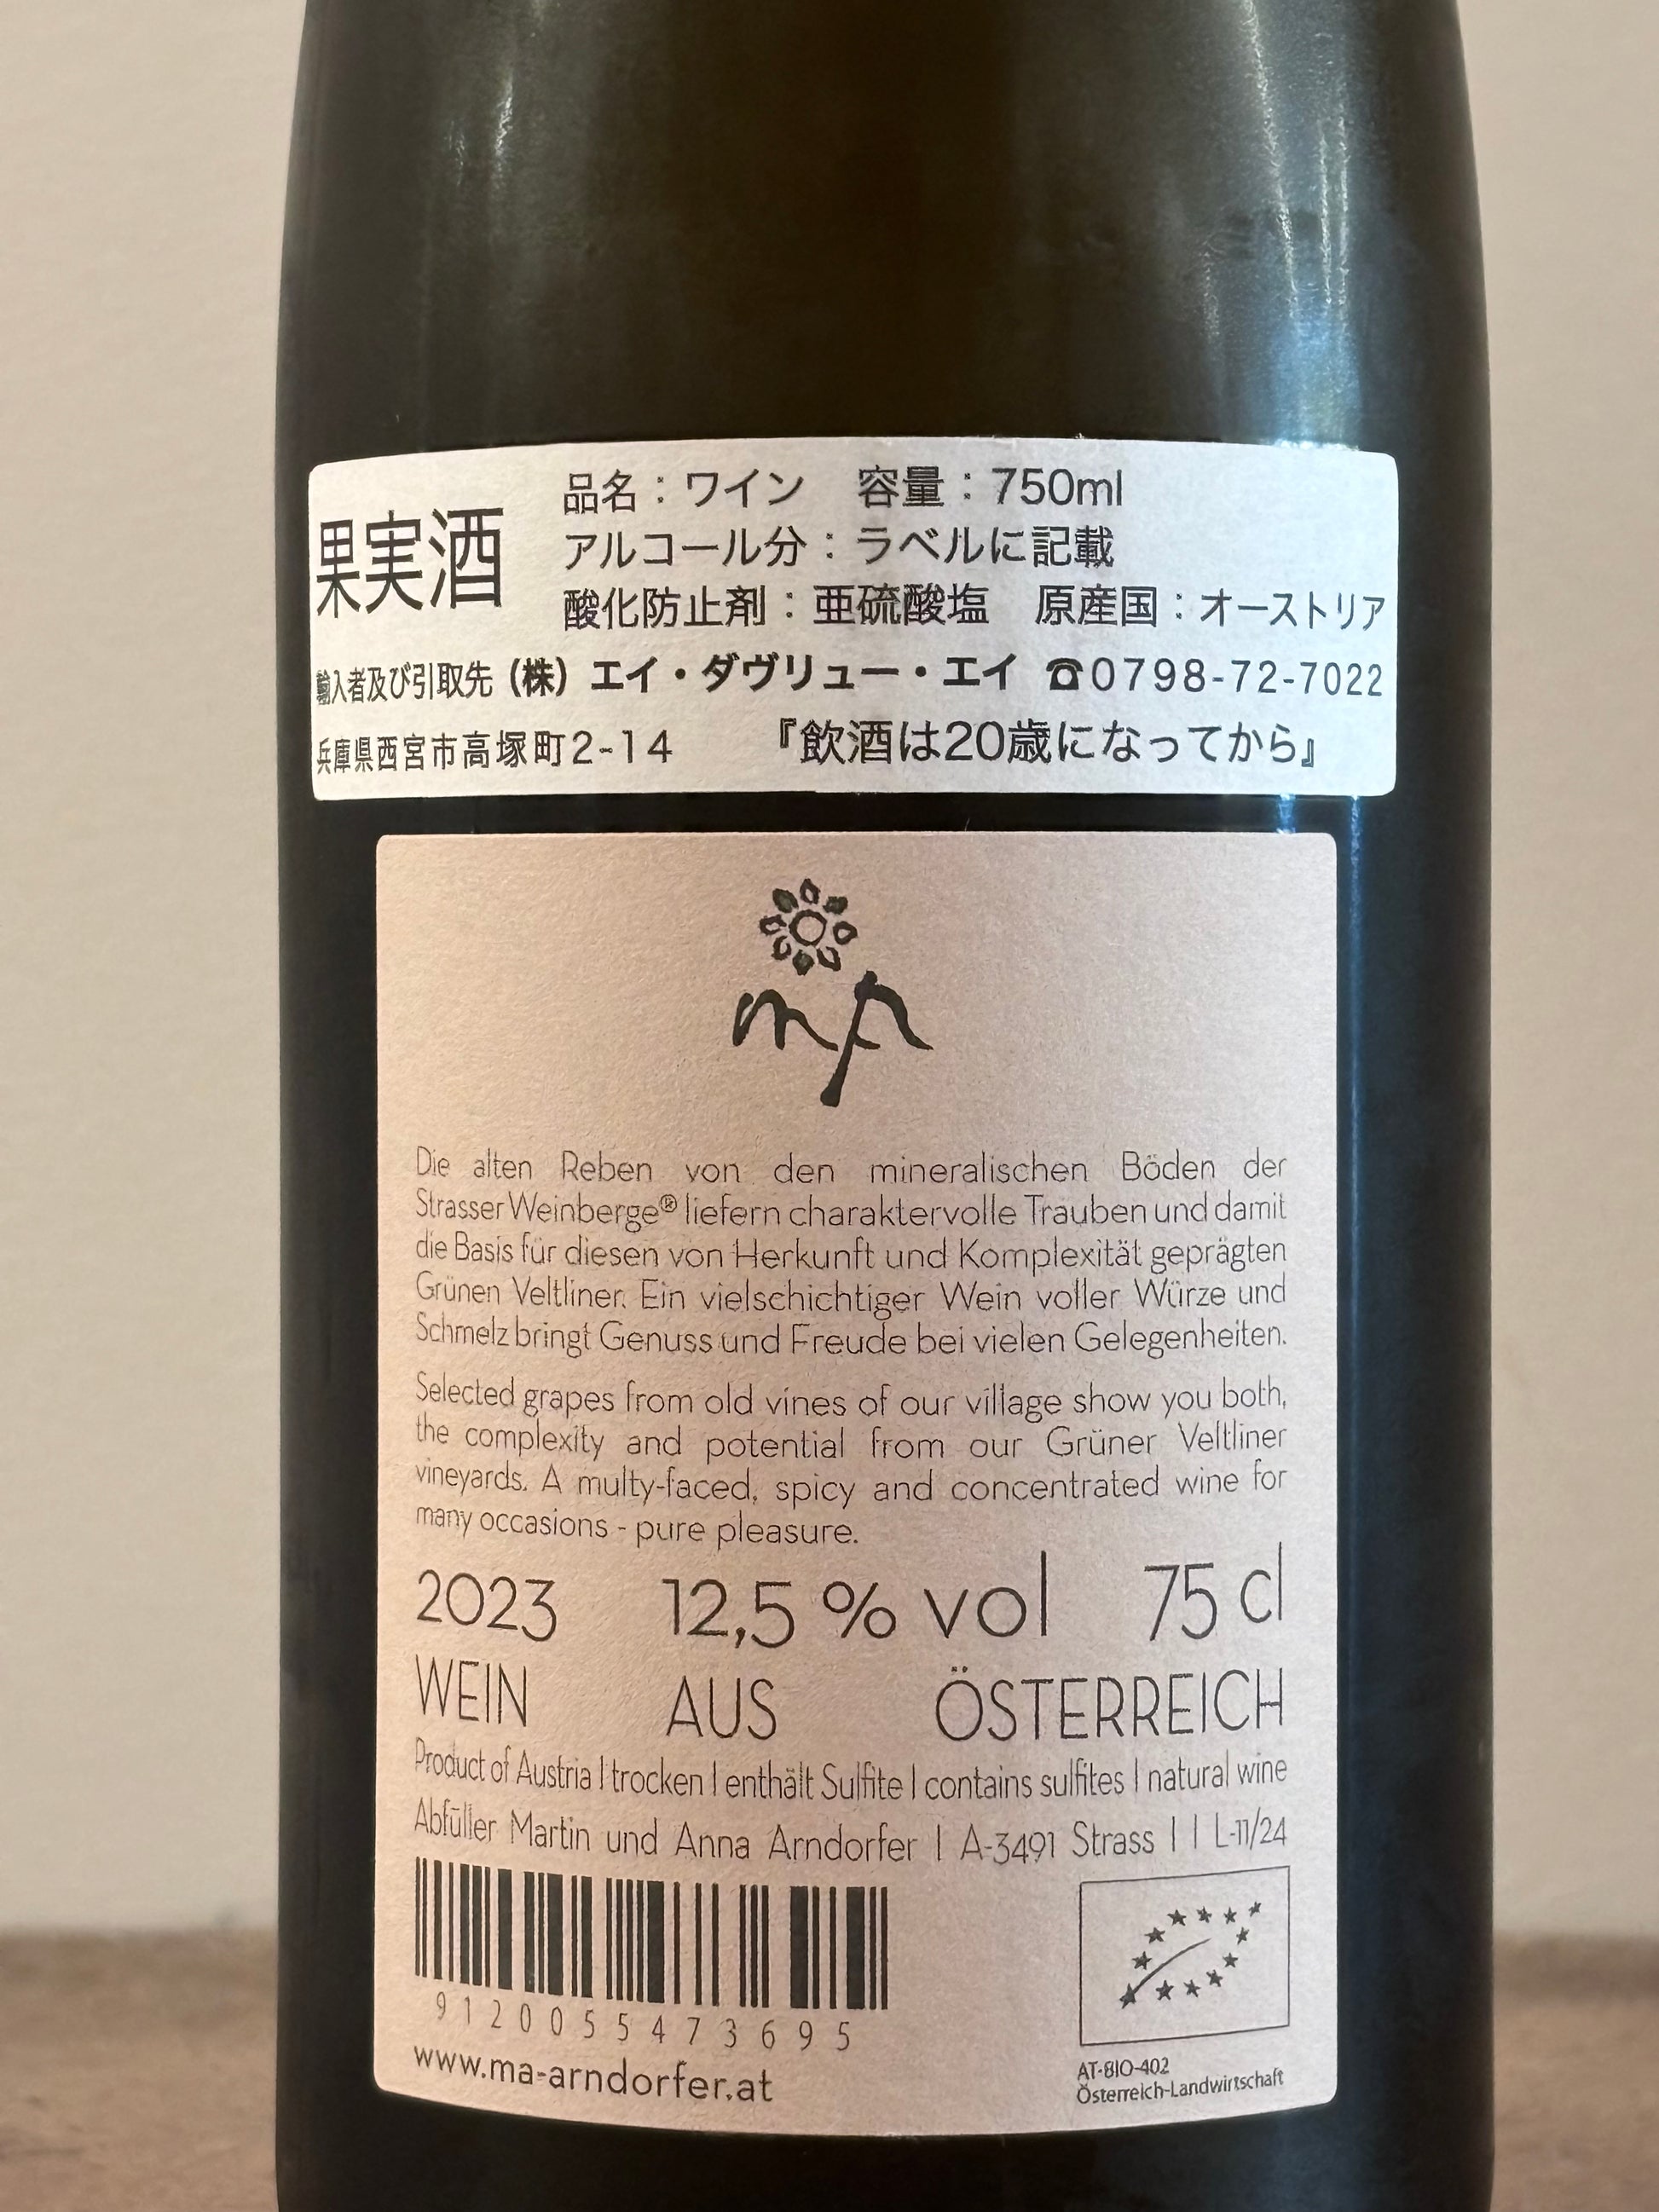 果実酒
品名：ワイン　容量：750ml
アルコール分：ラベルに記載
酸化防止剤：亜硫酸塩　原産国：オーストリア
輸入者及び引取先（株）エイ・ダヴリュー・エイ ☎0798-72-7022
兵庫県西宮市高塚町2-14　『飲酒は20歳になってから』
ma
Die alten Reben von den mineralischen Böden der
Strasser Weinberge® liefern charaktervolle Trauben und damit
die Basis für diesen von Herkunft und Komplexität geprägten
Grünen Veltliner. Ein vielschichtiger Wein voller Würze und
Schmelz bringt Genuss und Freude bei vielen Gelegenheiten.
Selected grapes from old vines of our village show you both,
the complexity and potential from our Grüner Veltliner
vineyards. A multy-faced, spicy and concentrated wine for
many occasions - pure pleasure.
2023 12,5 % vol 75 cl
WEIN AUS ÖSTERREICH
Product of Austria | trocken | enthält Sulfite | contains sulfites | natural wine
Abfüller Martin und Anna Arndorfer | A-3491 Strass | | L-11/24
9120055473695
www.ma-arndorfer.at
AT-BIO-402
Österreich-Landwirtschaft